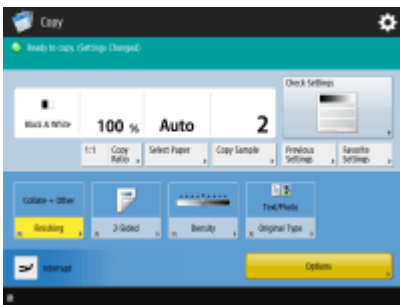 Copy
Ready to copy. (Settings Changed)
Check Settings
Black & White
100 %
Auto
2
1:1
Copy Ratio
Select Paper
Copy Sample
Previous Settings
Favorite Settings
Collate + Other
Text/Photo
Finishing
2-Sided
Density
Original Type
Interrupt
Options